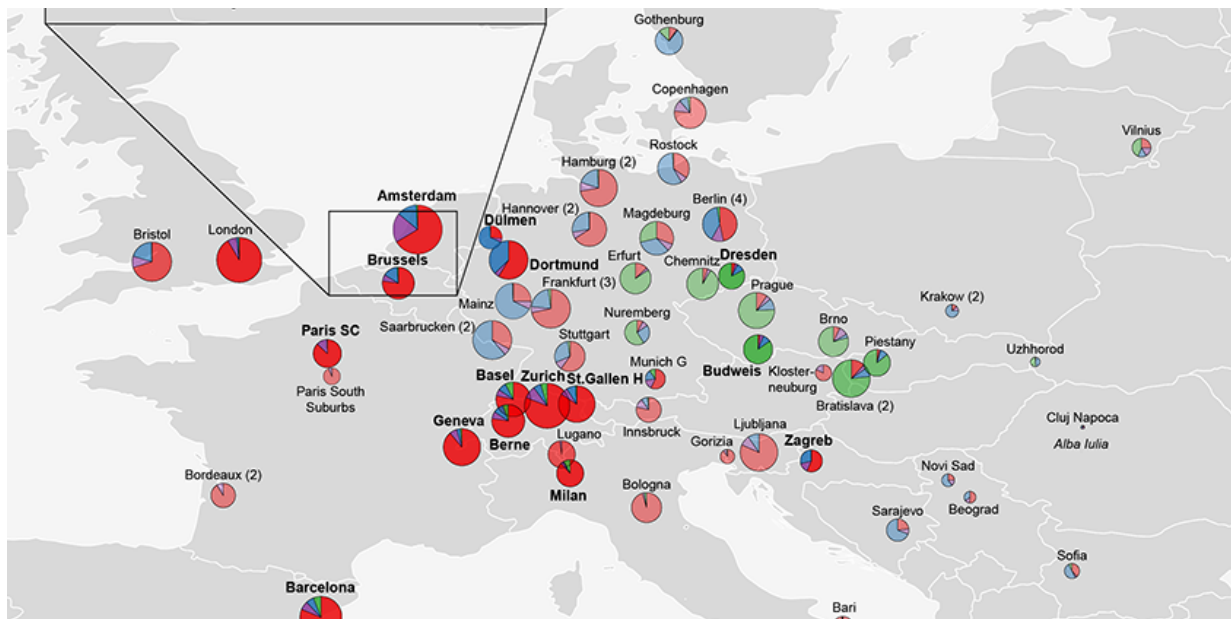 Gothenburg
Copenhagen
Vilnius
Rostock
Hamburg (2)
Amsterdam
Berlin (4)
Hannover (2)
Magdeburg
Dülmen
London
Bristol
Brussels
Dortmund
Erfurt
Chemnitz
Dresden
Frankfurt (3)
Prague
Mainz
Krakow (2)
Nuremberg
Brno
Saarbrucken (2)
Paris SC
Stuttgart
Piestany
Uzhhorod
Munich G
Budweis
Kloster-
neuburg
Paris South
Suburbs
Basel
Zurich
St.Gallen H
Bratislava (2)
Geneva
Berne
Innsbruck
Ljubljana
Cluj Napoca
Lugano
Gorizia
Zagreb
Alba Iulia
Bordeaux (2)
Milan
Bologna
Novi Sad
Beograd
Sarajevo
Sofia
Barcelona
Bari